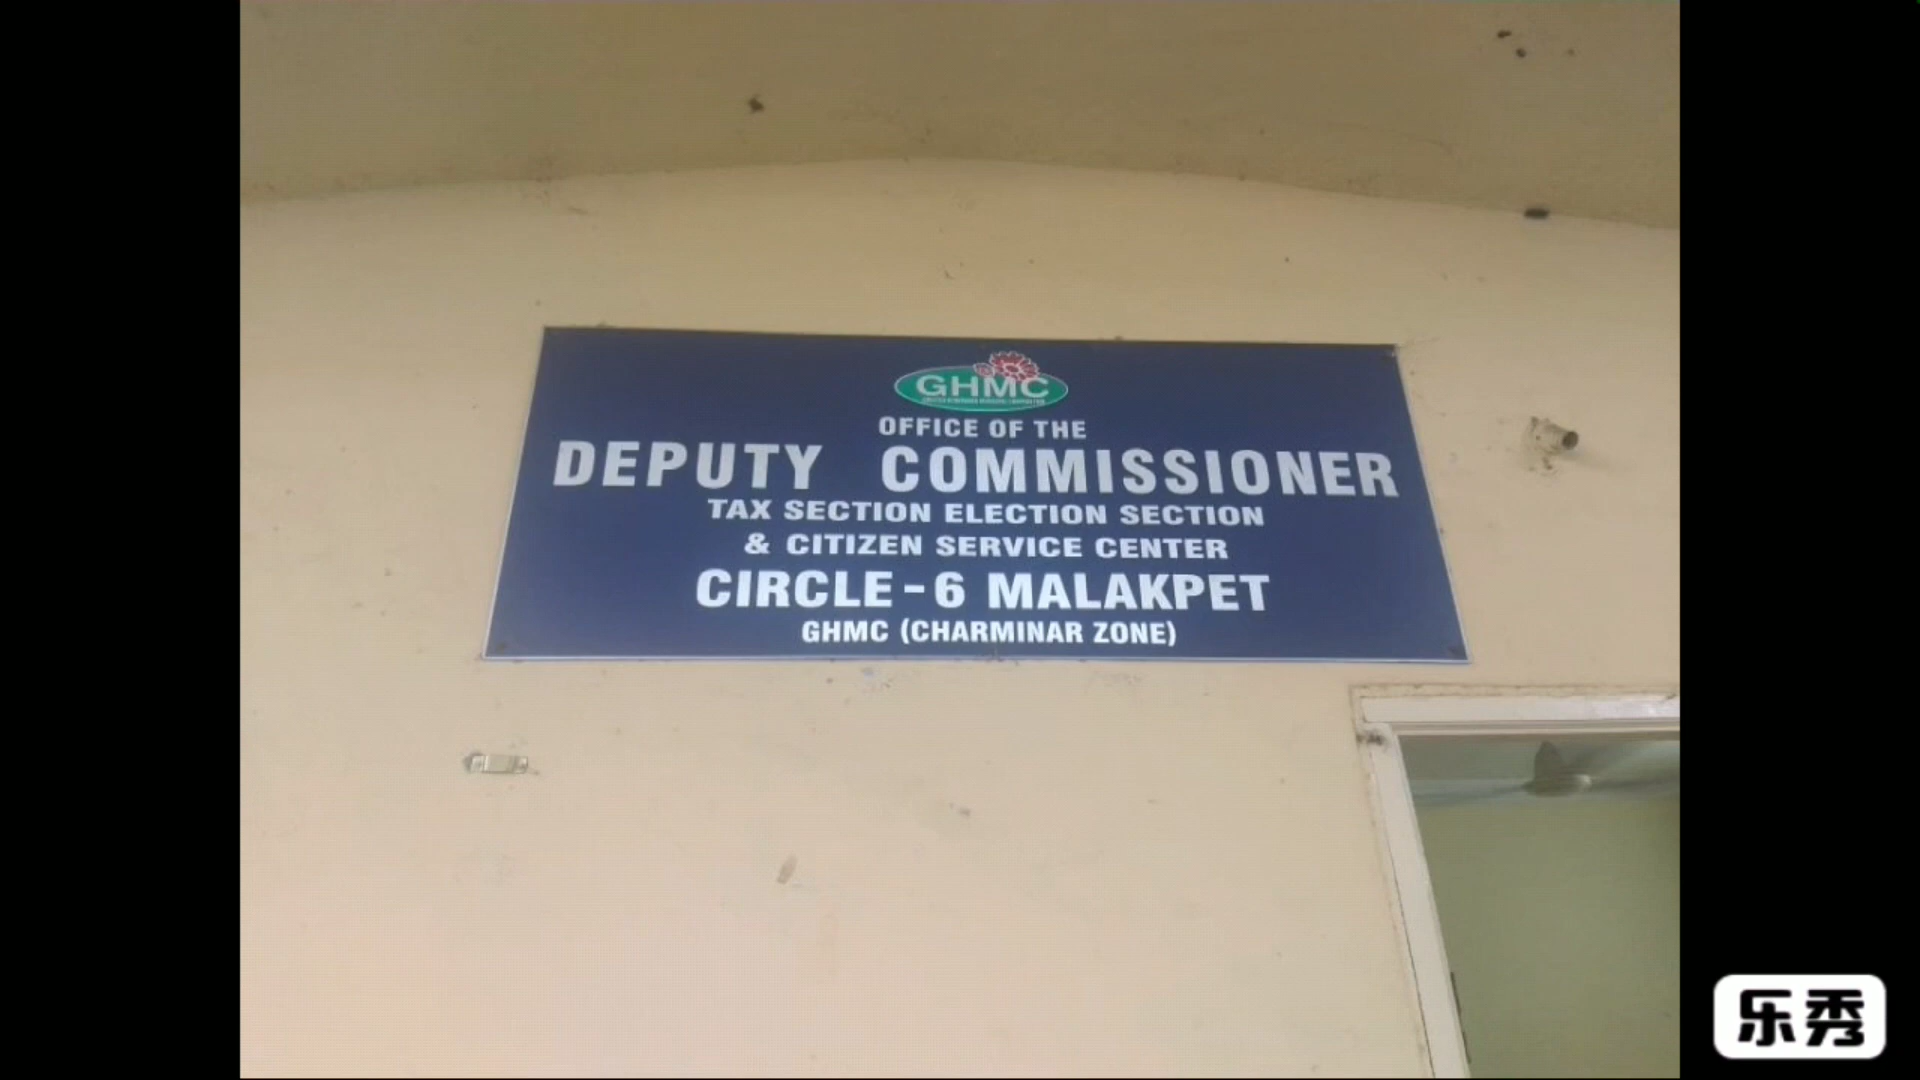 GHMC
OFFICE OF THE
DEPUTY COMMISSIONER
TAX SECTION ELECTION SECTION
& CITIZEN SERVICE CENTER
CIRCLE - 6 MALAKPET
GHMC (CHARMINAR ZONE)
乐秀